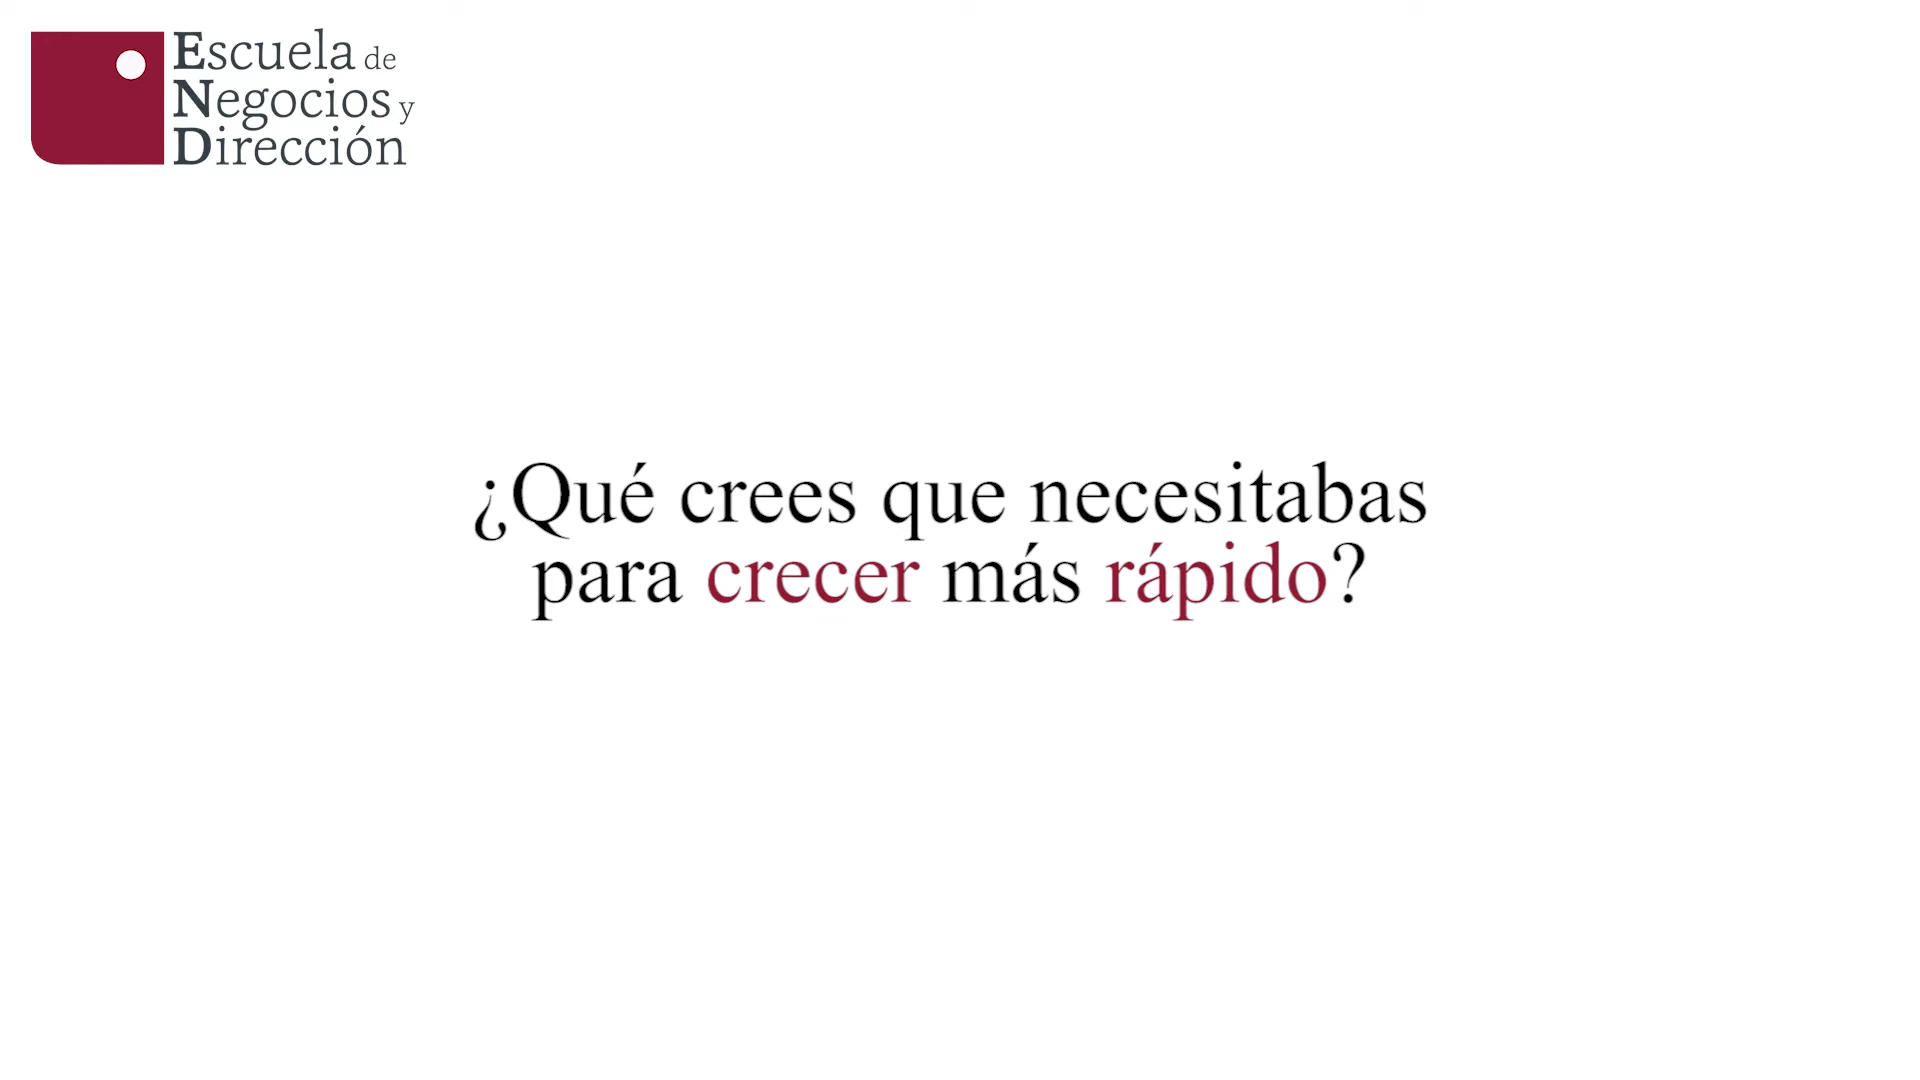 Escuela de
Negocios y
Dirección
¿Qué crees que necesitabas
para crecer más rápido?